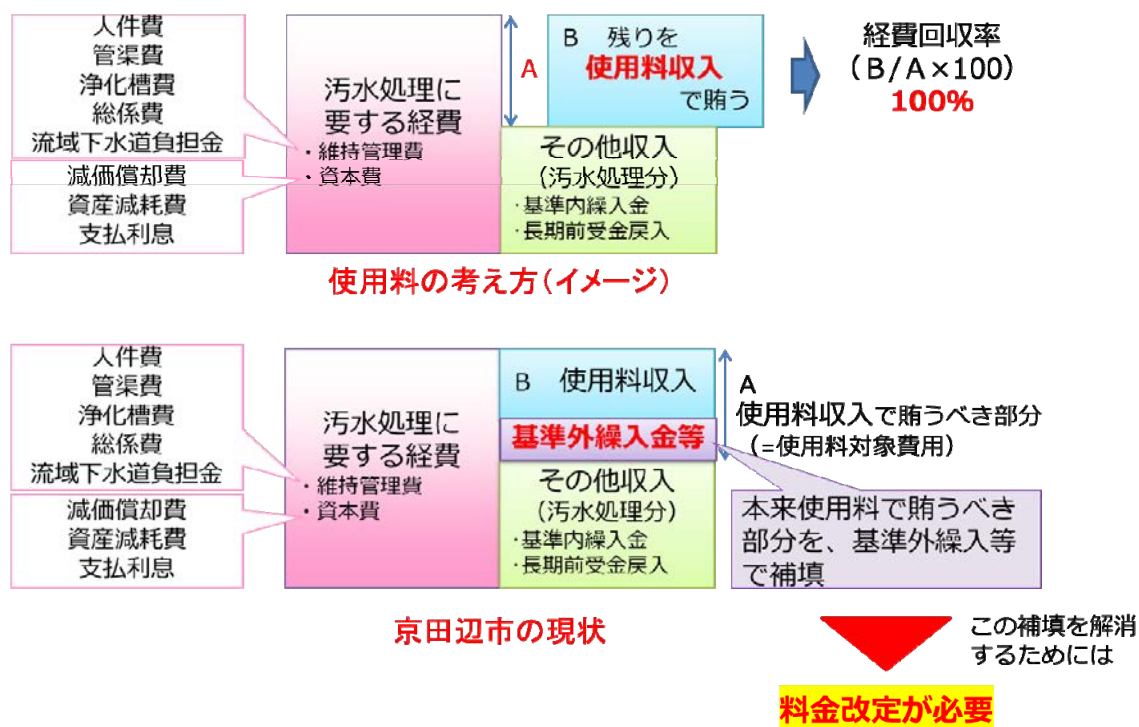 人件費
管渠費
浄化槽費
総係費
流域下水道負担金
減価償却費
資産減耗費
支払利息
汚水処理に
要する経費
・維持管理費
・資本費
A
B 残りを
使用料収入
で賄う
その他収入
（汚水処理分）
・基準内繰入金
・長期前受金戻入
経費回収率
（B/A×100）
100%
使用料の考え方（イメージ）
人件費
管渠費
浄化槽費
総係費
流域下水道負担金
減価償却費
資産減耗費
支払利息
汚水処理に
要する経費
・維持管理費
・資本費
B 使用料収入
基準外繰入金等
その他収入
（汚水処理分）
・基準内繰入金
・長期前受金戻入
A
使用料収入で賄うべき部分
（=使用料対象費用）
本来使用料で賄うべき
部分を、基準外繰入等
で補填
京田辺市の現状
この補填を解消
するためには
料金改定が必要